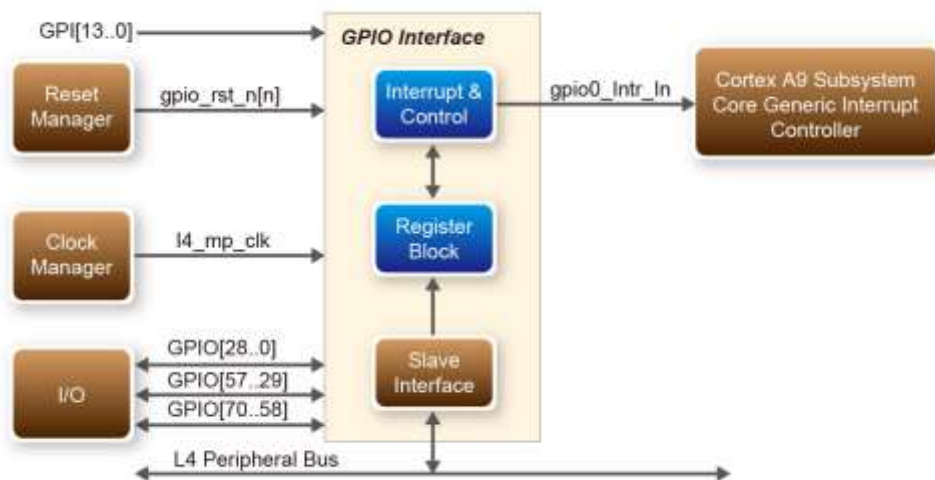 GPI[13..0]
GPIO Interface
Reset
Manager
gpio_rst_n[n]
Interrupt &
Control
gpio0_Intr_In
Cortex A9 Subsystem
Core Generic Interrupt
Controller
Clock
Manager
l4_mp_clk
Register
Block
I/O
GPIO[28..0]
GPIO[57..29]
GPIO[70..58]
Slave
Interface
L4 Peripheral Bus